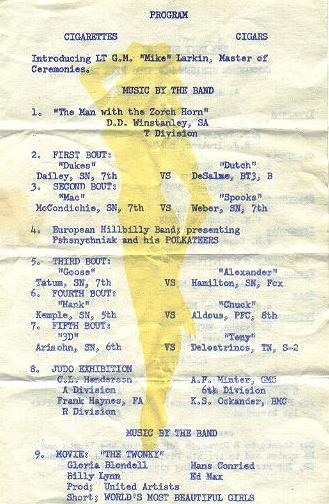 PROGRAM
CIGARETTES CIGARS
Introducing LT G.M. "Mike" Larkin, Master of
Ceremonies.
MUSIC BY THE BAND
1. "The Man with the Zorch Horn"
D.D. Winstanley, SA
T Division
2. FIRST BOUT:
"Dukes" "Dutch"
Dailey, SN, 7th VS DeSalme, BT3, B
3. SECOND BOUT:
"Mac" "Spooks"
McCondichie, SN, 7th VS Weber, SN, 7th
4. European Hillbilly Band; presenting
Pshenychniak and his POLKATEERS
5. THIRD BOUT:
"Goose" "Alexander"
Tatum, SN, 7th VS Hamilton, SN, Fox
6. FOURTH BOUT:
"Hank" "Chuck"
Kemple, SN, 5th VS Aldous, PFC, 8th
7. FIFTH BOUT:
"3D" "Tony"
Arimohn, SN, 6th VS Delostrinos, TN, S-2
8. JUDO EXHIBITION
C.L. Henderson A.F. Minter, GMC
A Division 6th Division
Frank Haynes, FA K.S. Ockander, BMC
R Division
MUSIC BY THE BAND
9. MOVIE: "THE TWONKY"
Gloria Blondell Hans Conried
Billy Lynn Ed Max
Prod; United Artists
Short; WORLD'S MOST BEAUTIFUL GIRLS